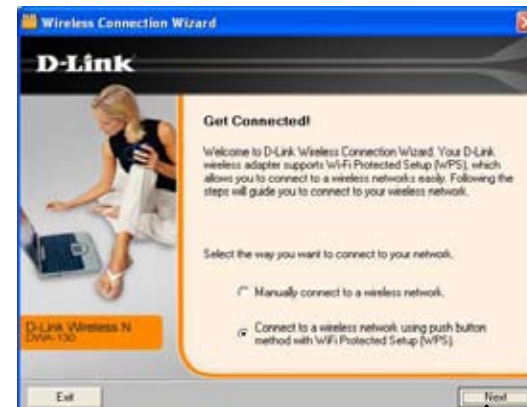 Wireless Connection Wizard
D-Link
Get Connected!
Welcome to D-Link Wireless Connection Wizard. Your D-Link
wireless adapter supports Wi-Fi Protected Setup (WPS), which
allows you to connect to a wireless networks easily. Following the
steps will guide you to connect to your wireless network.
Select the way you want to connect to your network.
Manually connect to a wireless network.
Connect to a wireless network using push button
method with WiFi Protected Setup (WPS)
D-Link Wireless N
DWA-130
Exit
Next